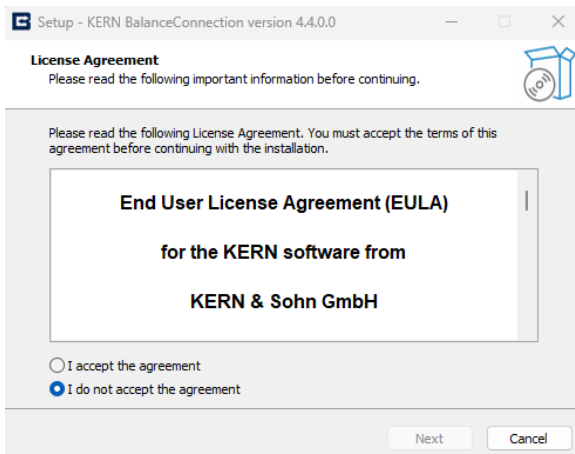 Setup - KERN BalanceConnection version 4.4.0.0
License Agreement
Please read the following important information before continuing.
Please read the following License Agreement. You must accept the terms of this
agreement before continuing with the installation.
End User License Agreement (EULA)
for the KERN software from
KERN & Sohn GmbH
I accept the agreement
I do not accept the agreement
Next Cancel